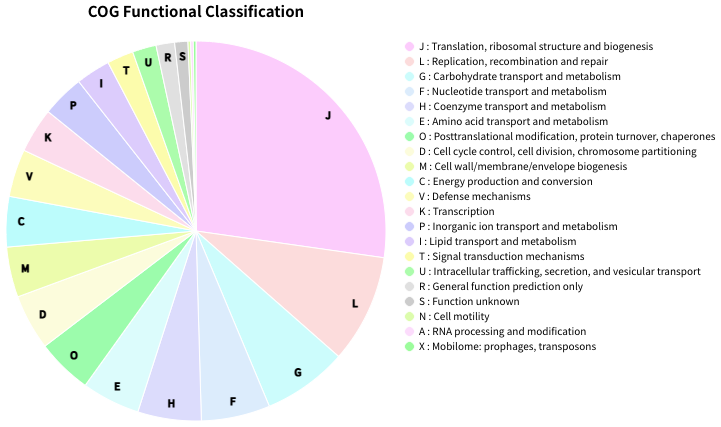 COG Functional Classification
J
L
G
F
H
E
O
D
M
C
V
K
P
I
T
U
R
S
J : Translation, ribosomal structure and biogenesis
L : Replication, recombination and repair
G : Carbohydrate transport and metabolism
F : Nucleotide transport and metabolism
H : Coenzyme transport and metabolism
E : Amino acid transport and metabolism
O : Posttranslational modification, protein turnover, chaperones
D : Cell cycle control, cell division, chromosome partitioning
M : Cell wall/membrane/envelope biogenesis
C : Energy production and conversion
V : Defense mechanisms
K : Transcription
P : Inorganic ion transport and metabolism
I : Lipid transport and metabolism
T : Signal transduction mechanisms
U : Intracellular trafficking, secretion, and vesicular transport
R : General function prediction only
S : Function unknown
N : Cell motility
A : RNA processing and modification
X : Mobilome: prophages, transposons